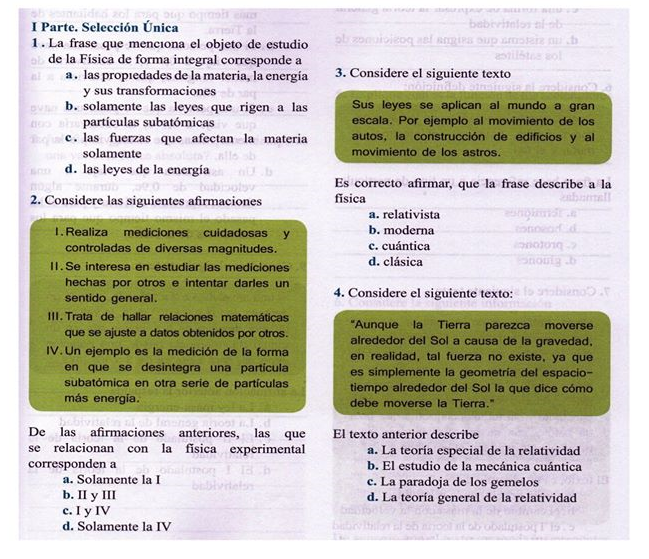 I Parte. Selección Única
1. La frase que menciona el objeto de estudio
de la Física de forma integral corresponde a
a. las propiedades de la materia, la energía
y sus transformaciones
b. solamente las leyes que rigen a las
partículas subatómicas
c. las fuerzas que afectan la materia
solamente
d. las leyes de la energía
2. Considere las siguientes afirmaciones
I. Realiza mediciones cuidadosas y
controladas de diversas magnitudes.
II. Se interesa en estudiar las mediciones
hechas por otros e intentar darles un
sentido general.
III. Trata de hallar relaciones matemáticas
que se ajuste a datos obtenidos por otros.
IV. Un ejemplo es la medición de la forma
en que se desintegra una partícula
subatómica en otra serie de partículas
más energía.
De las afirmaciones anteriores, las que
se relacionan con la física experimental
corresponden a
a. Solamente la I
b. II y III
c. I y IV
d. Solamente la IV
3. Considere el siguiente texto
Sus leyes se aplican al mundo a gran
escala. Por ejemplo al movimiento de los
autos, la construcción de edificios y al
movimiento de los astros.
Es correcto afirmar, que la frase describe a la
física
a. relativista
b. moderna
c. cuántica
d. clásica
4. Considere el siguiente texto:
"Aunque la Tierra parezca moverse
alrededor del Sol a causa de la gravedad,
en realidad, tal fuerza no existe, ya que
es simplemente la geometría del espacio-
tiempo alrededor del Sol la que dice cómo
debe moverse la Tierra."
El texto anterior describe
a. La teoría especial de la relatividad
b. El estudio de la mecánica cuántica
c. La paradoja de los gemelos
d. La teoría general de la relatividad